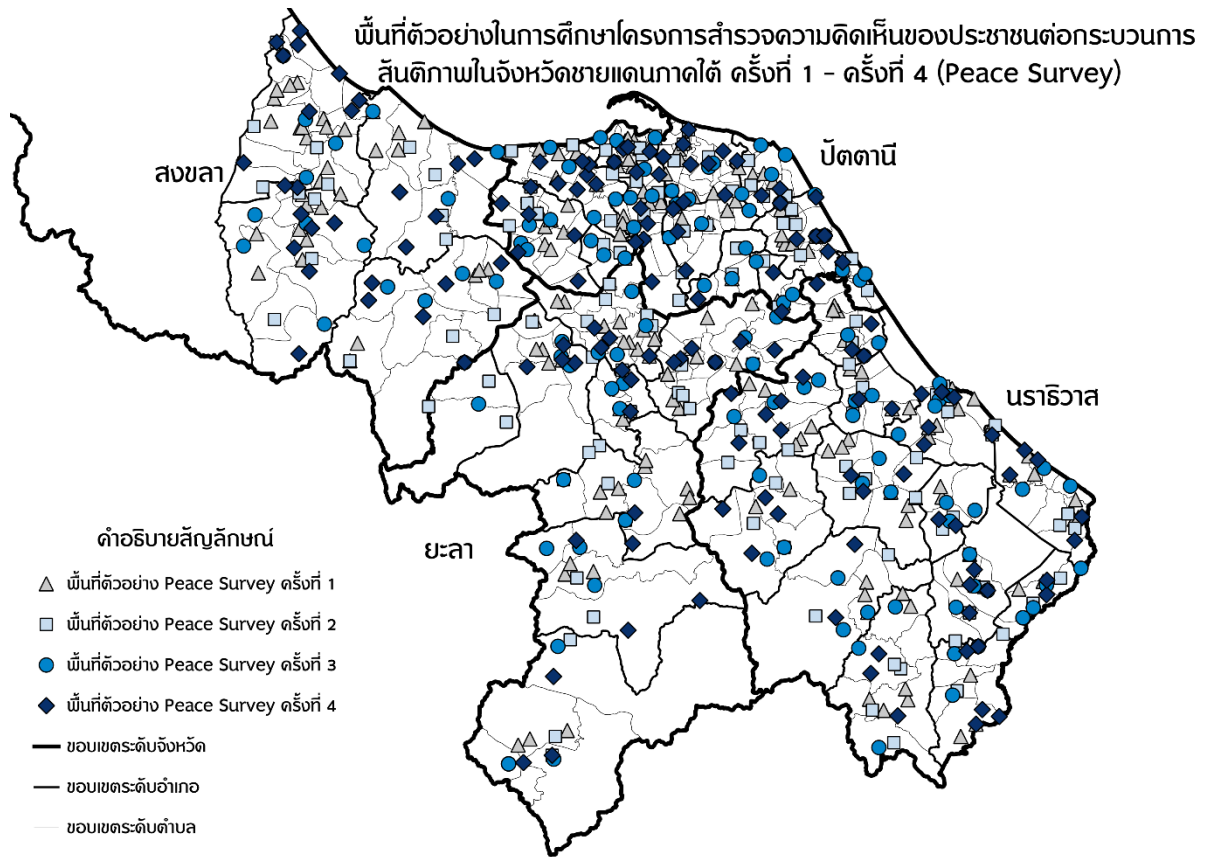 พื้นที่ตัวอย่างในการศึกษาโครงการสำรวจความคิดเห็นของประชาชนต่อกระบวนการ
สันติภาพในจังหวัดชายแดนภาคใต้ ครั้งที่ 1 - ครั้งที่ 4 (Peace Survey)
ปัตตานี
สงขลา
นราธิวาส
ยะลา
คำอธิบายสัญลักษณ์
พื้นที่ตัวอย่าง Peace Survey ครั้งที่ 1
พื้นที่ตัวอย่าง Peace Survey ครั้งที่ 2
พื้นที่ตัวอย่าง Peace Survey ครั้งที่ 3
พื้นที่ตัวอย่าง Peace Survey ครั้งที่ 4
ขอบเขตระดับจังหวัด
ขอบเขตระดับอำเภอ
ขอบเขตระดับตำบล